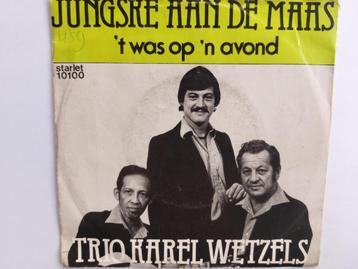 JUNGSKE AAN DE MAAS
't was op 'n avond
starlet
10100
TRIO KAREL WETZELS